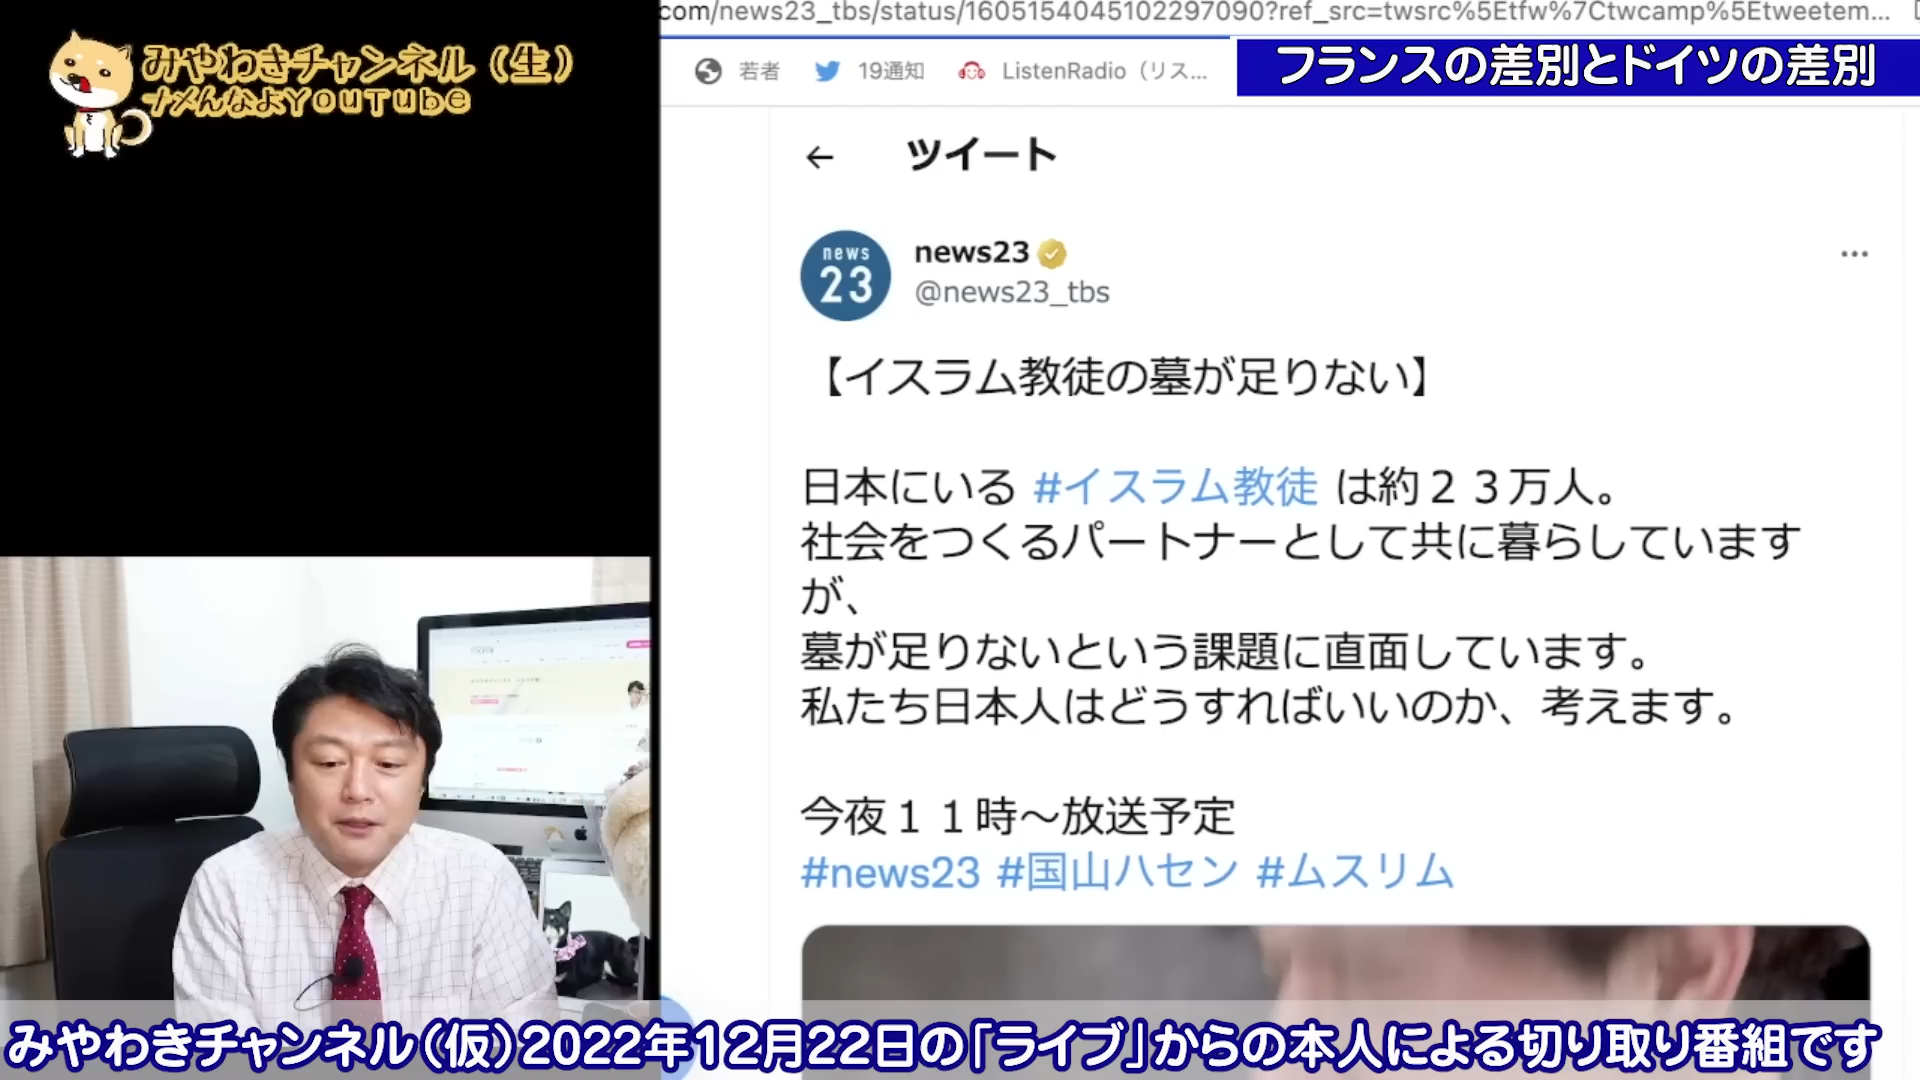 com/news23_tbs/status/1605154045102297090?ref_src=twsrc%5Etfw%7Ctwcamp%5Etweetem...
みやわきチャンネル（生）
ナメんなよYouTube
若者
19通知
ListenRadio（リス...
フランスの差別とドイツの差別
ツイート
news
23
news23
@news23_tbs
【イスラム教徒の墓が足りない】
日本にいる #イスラム教徒 は約２３万人。
社会をつくるパートナーとして共に暮らしています
が、
墓が足りないという課題に直面しています。
私たち日本人はどうすればいいのか、考えます。
今夜１１時～放送予定
#news23 #国山ハセン #ムスリム
みやわきチャンネル（仮）2022年12月22日の「ライブ」からの本人による切り取り番組です